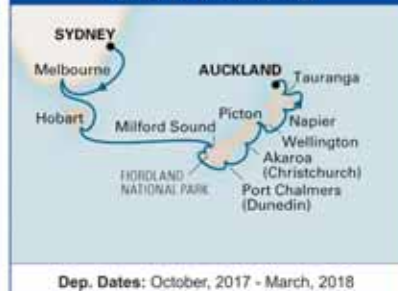 SYDNEY
Melbourne
AUCKLAND
Tauranga
Hobart
Picton
Milford Sound
Napier
Wellington
Akaroa
(Christchurch)
FIORDLAND
NATIONAL PARK
Port Chalmers
(Dunedin)
Dep. Dates: October, 2017 - March, 2018